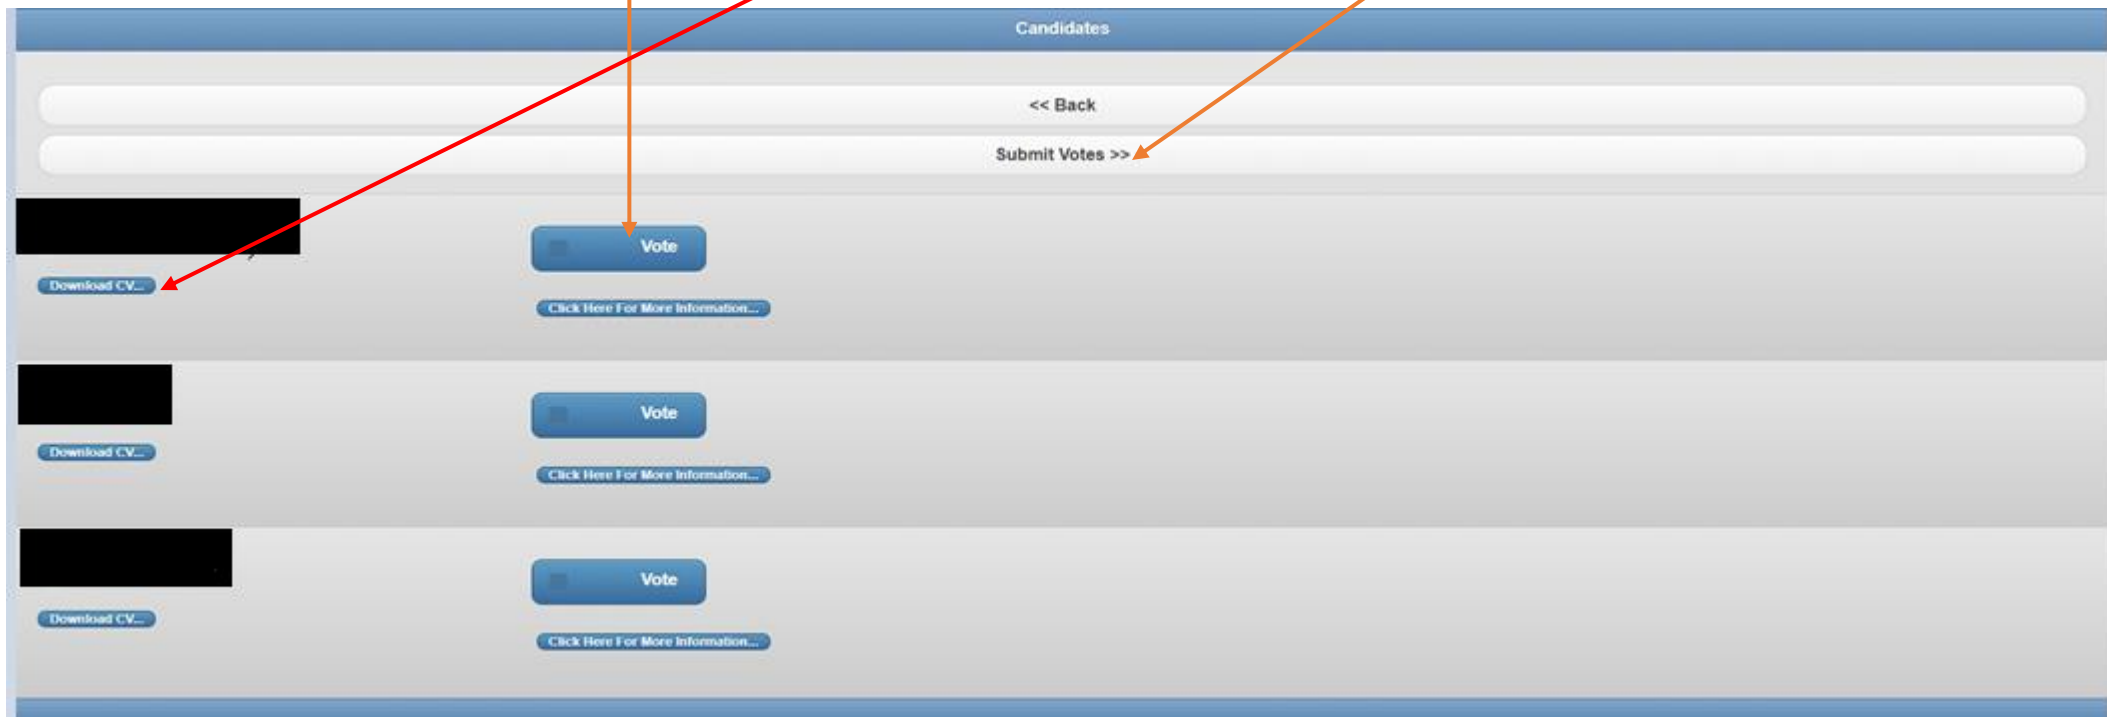 Candidates
<< Back
Submit Votes >>
Vote
Download CV...
Click Here For More Information...
Vote
Download CV...
Click Here For More Information...
Vote
Download CV...
Click Here For More Information...